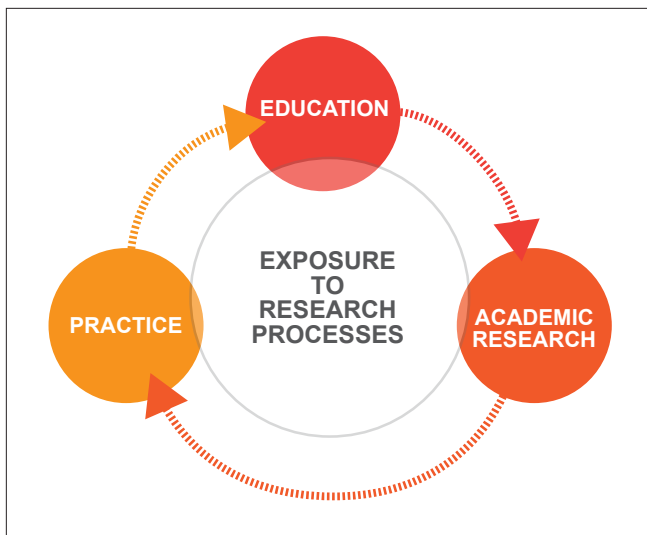 EDUCATION
EXPOSURE
TO
RESEARCH
PROCESSES
PRACTICE
ACADEMIC
RESEARCH